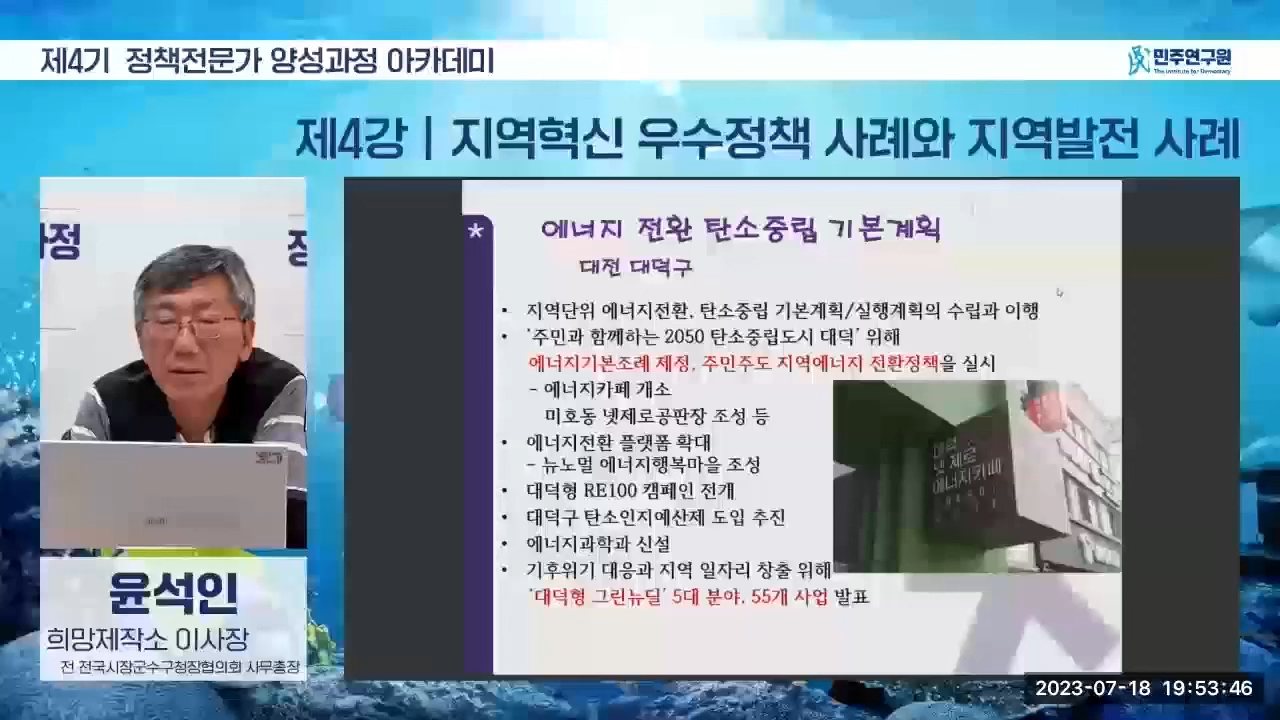 제4기 정책전문가 양성과정 아카데미
민주연구원
The Institute for Democracy
제4강 | 지역혁신 우수정책 사례와 지역발전 사례
*
에너지 전환 탄소중립 기본계획
대전 대덕구
• 지역단위 에너지전환, 탄소중립 기본계획/실행계획의 수립과 이행
• '주민과 함께하는 2050 탄소중립도시 대덕' 위해
에너지기본조례 제정, 주민주도 지역에너지 전환정책을 실시
- 에너지카페 개소
미호동 넷제로공판장 조성 등
• 에너지전환 플랫폼 확대
- 뉴노멀 에너지행복마을 조성
• 대덕형 RE100 캠페인 전개
• 대덕구 탄소인지예산제 도입 추진
• 에너지과학과 신설
• 기후위기 대응과 지역 일자리 창출 위해
'대덕형 그린뉴딜' 5대 분야, 55개 사업 발표
넷제로
에너지카페
과정
정
윤석인
희망제작소 이사장
전 전국시장군수구청장협의회 사무총장
2023-07-18 19:53:46